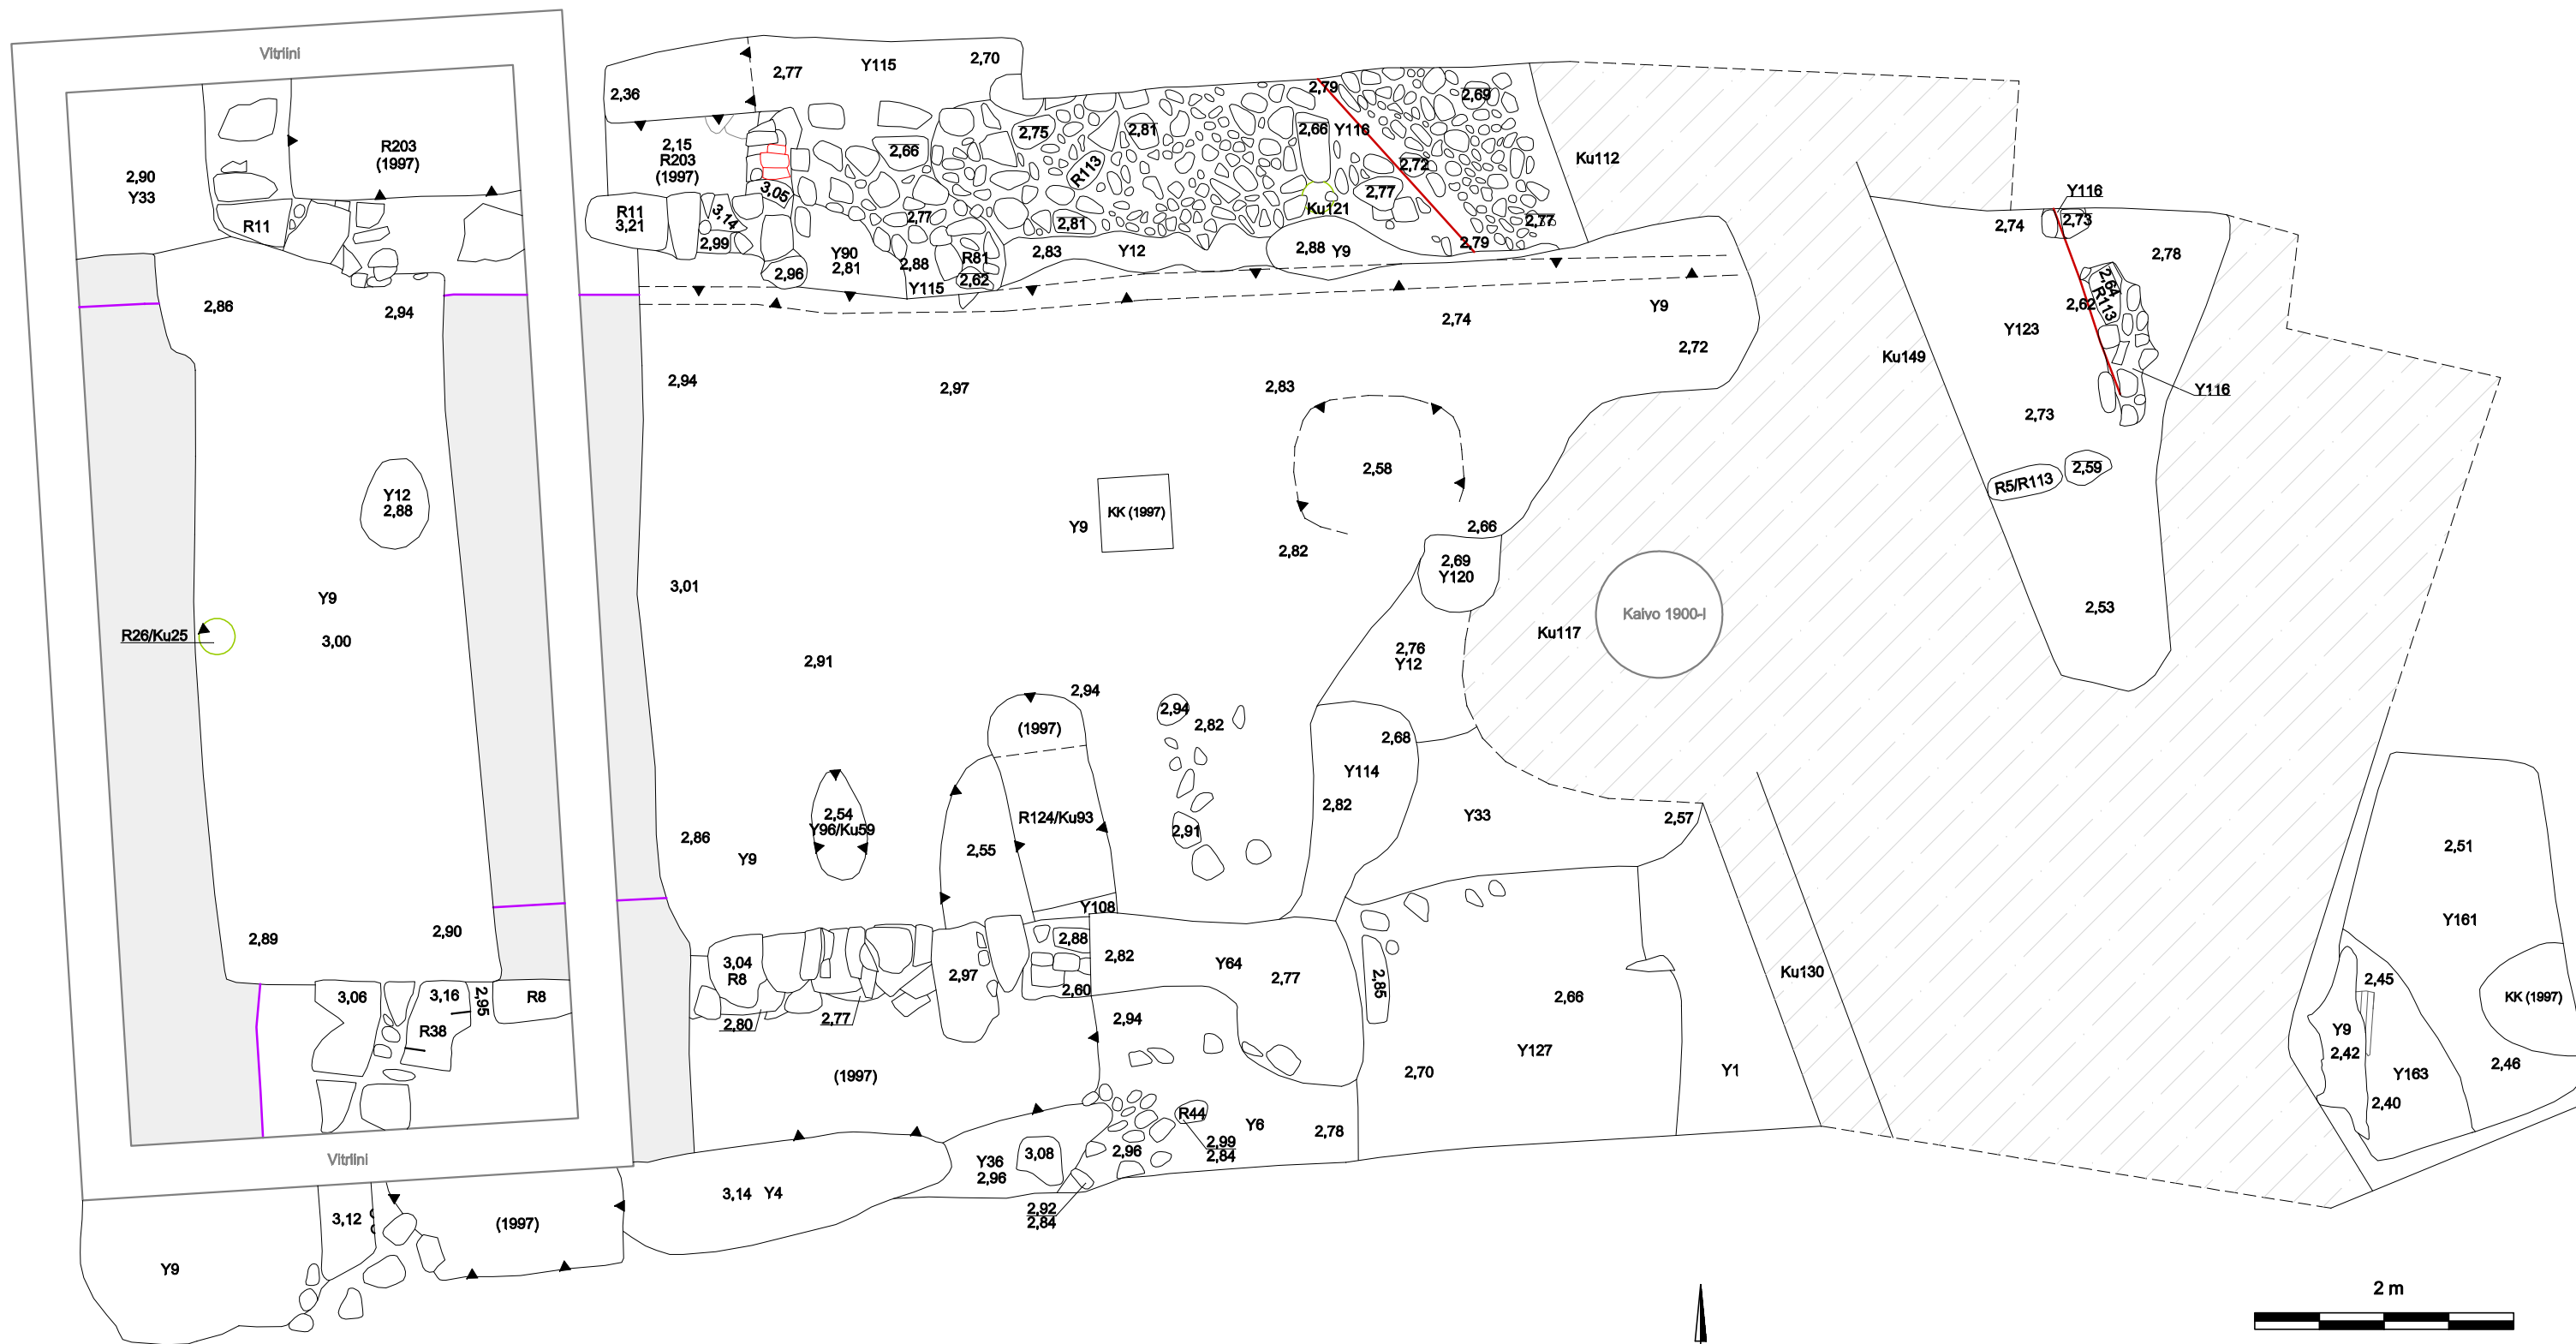 Vitriini
2,90
Y33
R203
(1997)
R11
2,86
2,94
Y12
2,88
Y9
3,00
R26/Ku25
2,89
2,90
3,06
3,16
2,95
R8
R38
Vitriini
3,12
(1997)
Y9
2,36
2,77
Y115
2,70
2,15
R203
(1997)
3,05
2,66
2,75
2,81
R113
2,79
2,66
Y116
2,69
2,72
2,77
Ku121
2,77
2,79
Ku112
R11
3,21
3,14
2,99
2,96
Y90
2,81
2,77
2,88
R81
2,62
Y115
2,81
2,83
Y12
2,88
Y9
2,74
Y9
2,72
2,94
2,97
2,83
2,58
KK (1997)
Y9
2,82
2,66
2,69
Y120
3,01
2,91
2,76
Y12
Ku117
Kaivo 1900-l
2,94
(1997)
2,94
2,82
2,68
Y114
2,82
Y33
2,57
2,54
Y96/Ku59
2,86
Y9
2,55
R124/Ku93
2,91
Y108
3,04
R8
2,80
2,77
2,97
2,88
2,60
2,82
Y64
2,77
2,94
2,85
2,66
Y127
2,70
Y1
Ku130
(1997)
R44
2,99
2,84
Y6
2,78
2,96
3,08
Y36
2,96
2,92
2,84
3,14 Y4
Ku149
Y116
2,74
2,73
2,78
2,64
R113
2,62
Y123
Y116
2,73
R5/R113
2,59
2,53
2,51
Y161
2,45
KK (1997)
Y9
2,42
2,46
Y163
2,40
2 m